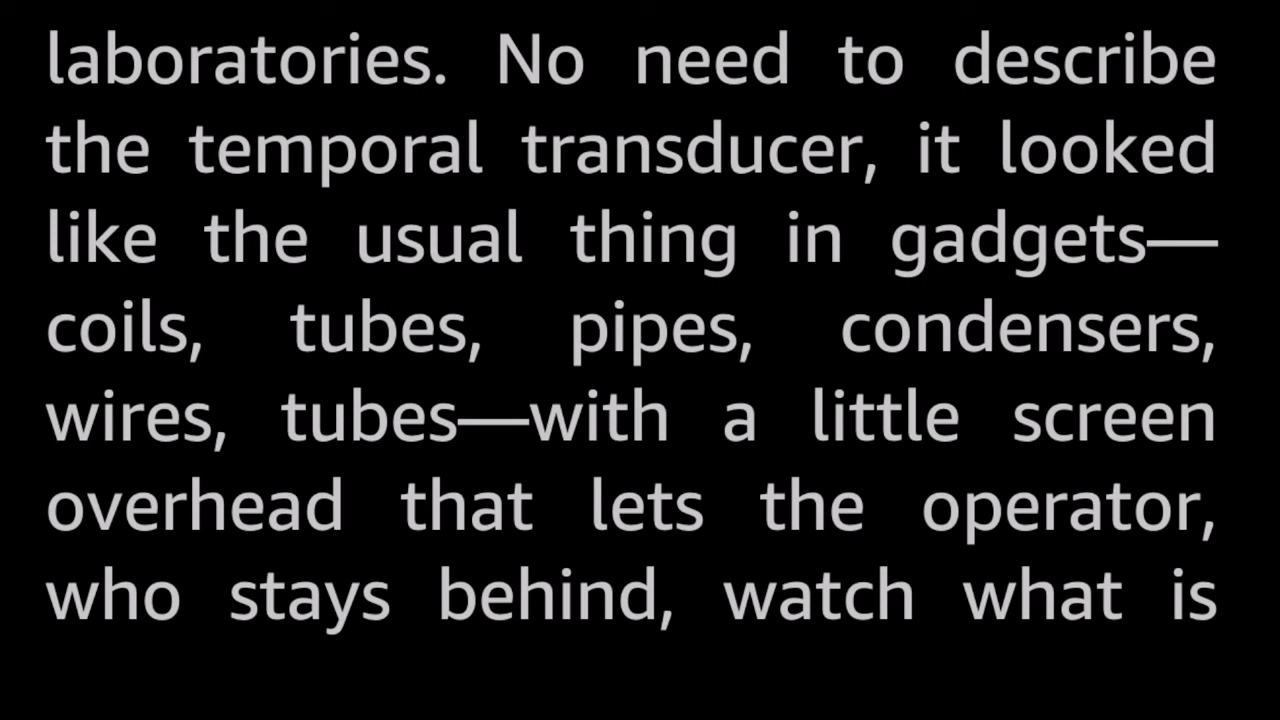 laboratories. No need to describe
the temporal transducer, it looked
like the usual thing in gadgets—
coils, tubes, pipes, condensers,
wires, tubes—with a little screen
overhead that lets the operator,
who stays behind, watch what is